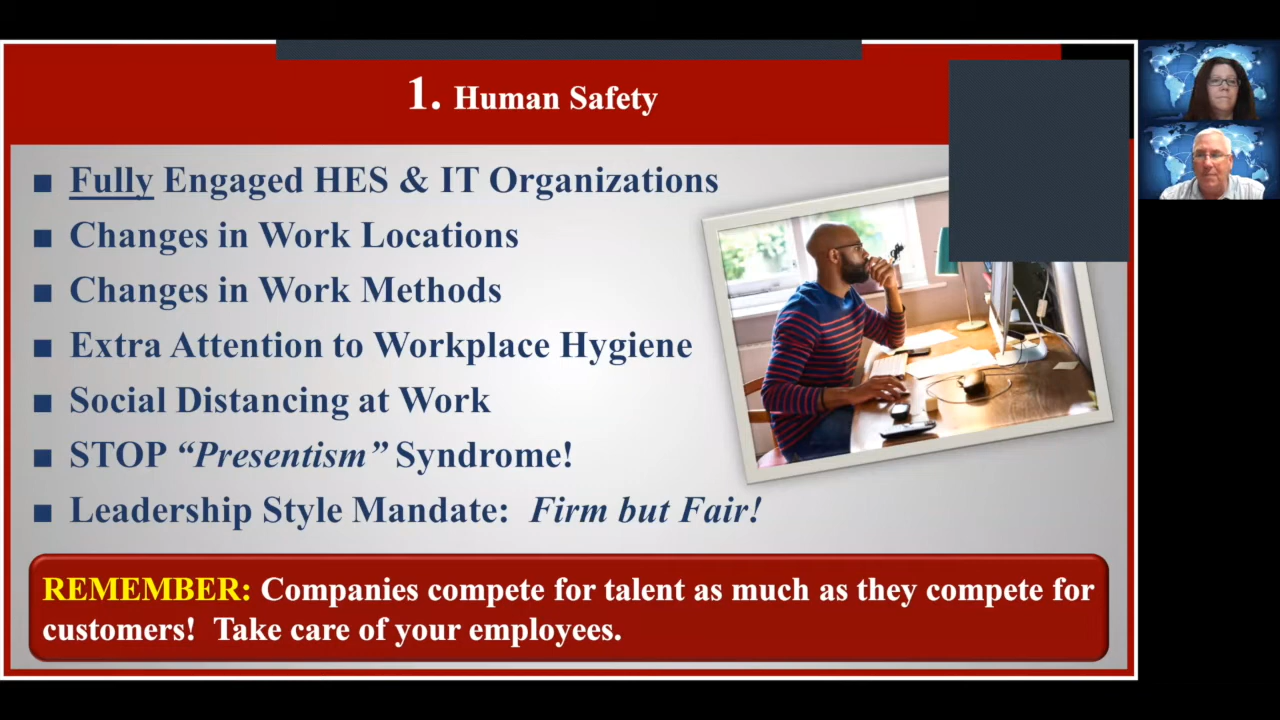 1. Human Safety
■ Fully Engaged HES & IT Organizations
■ Changes in Work Locations
■ Changes in Work Methods
■ Extra Attention to Workplace Hygiene
■ Social Distancing at Work
■ STOP “Presentism” Syndrome!
■ Leadership Style Mandate: Firm but Fair!
REMEMBER: Companies compete for talent as much as they compete for
customers! Take care of your employees.